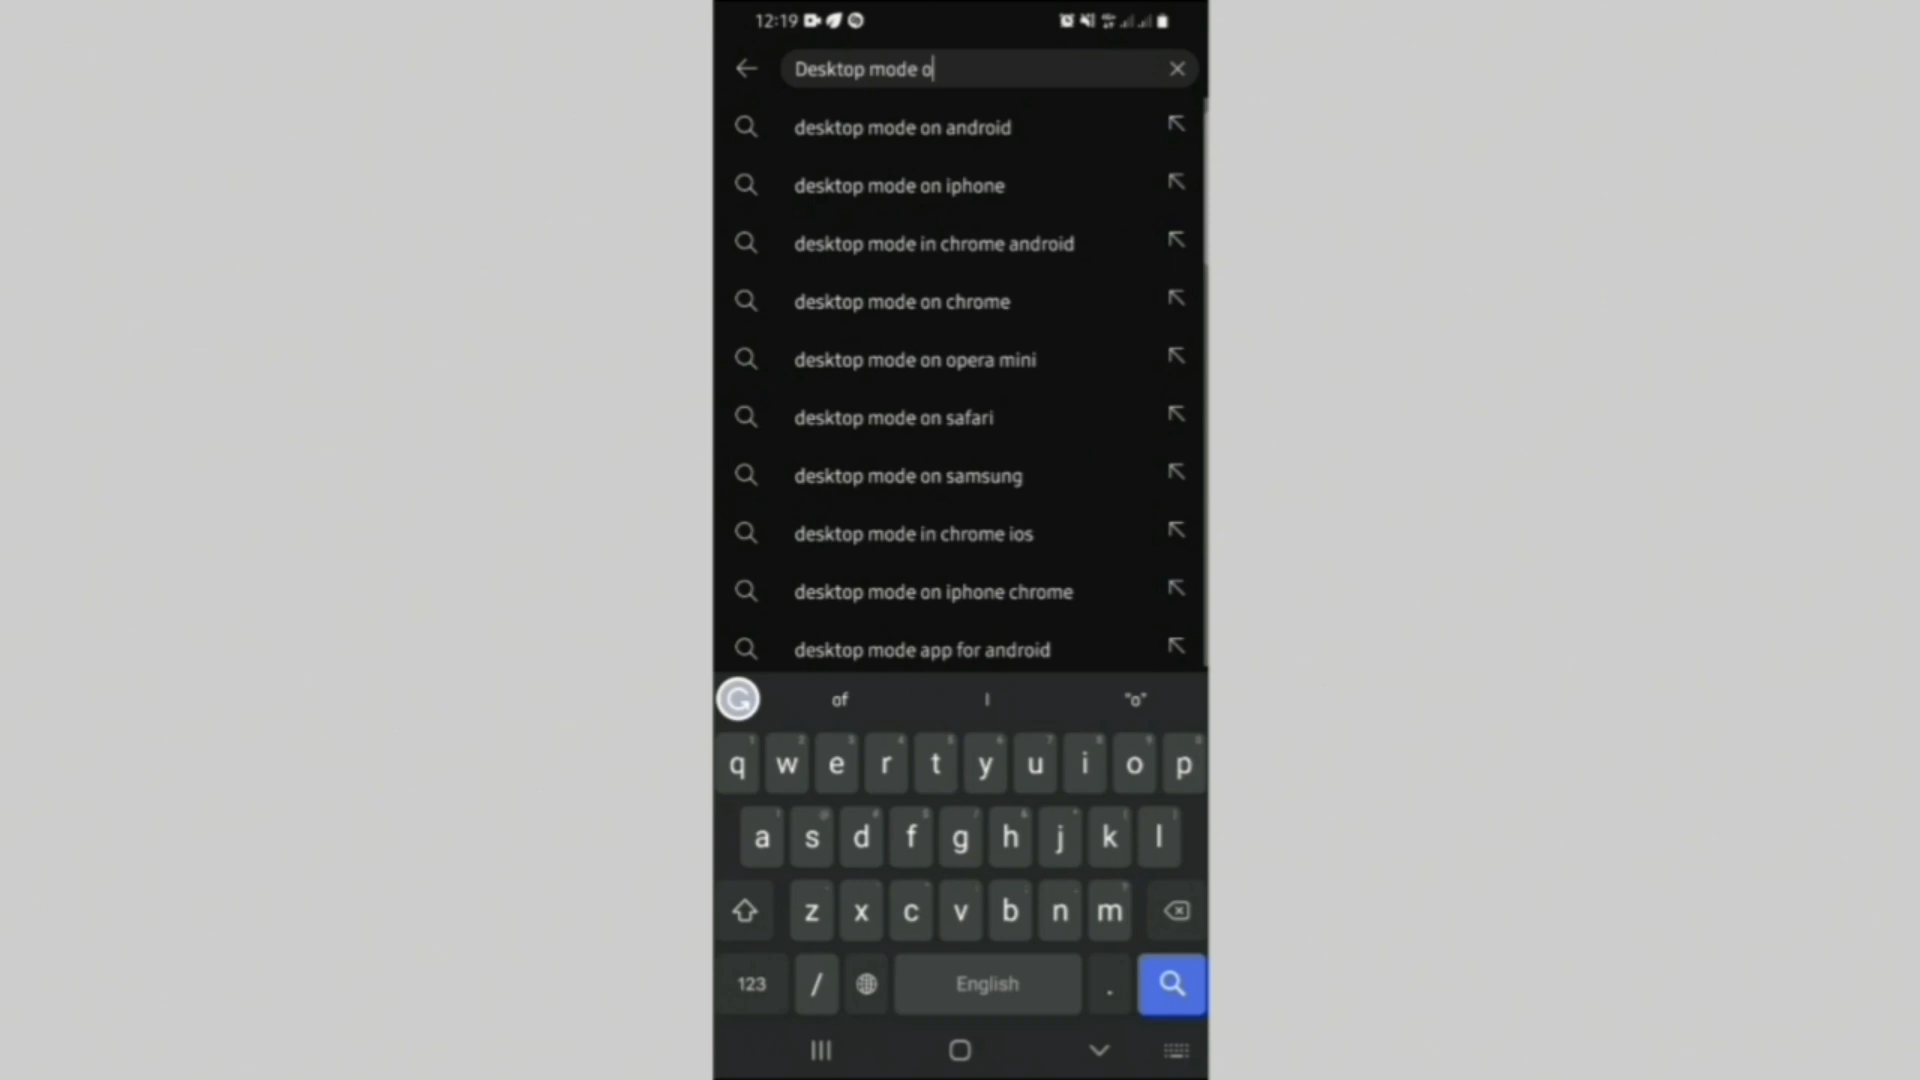 12:19
Desktop mode o
desktop mode on android
desktop mode on iphone
desktop mode in chrome android
desktop mode on chrome
desktop mode on opera mini
desktop mode on safari
desktop mode on samsung
desktop mode in chrome ios
desktop mode on iphone chrome
desktop mode app for android
of I "o"
q w e r t y u i o p
a s d f g h j k l
z x c v b n m
123 / English .